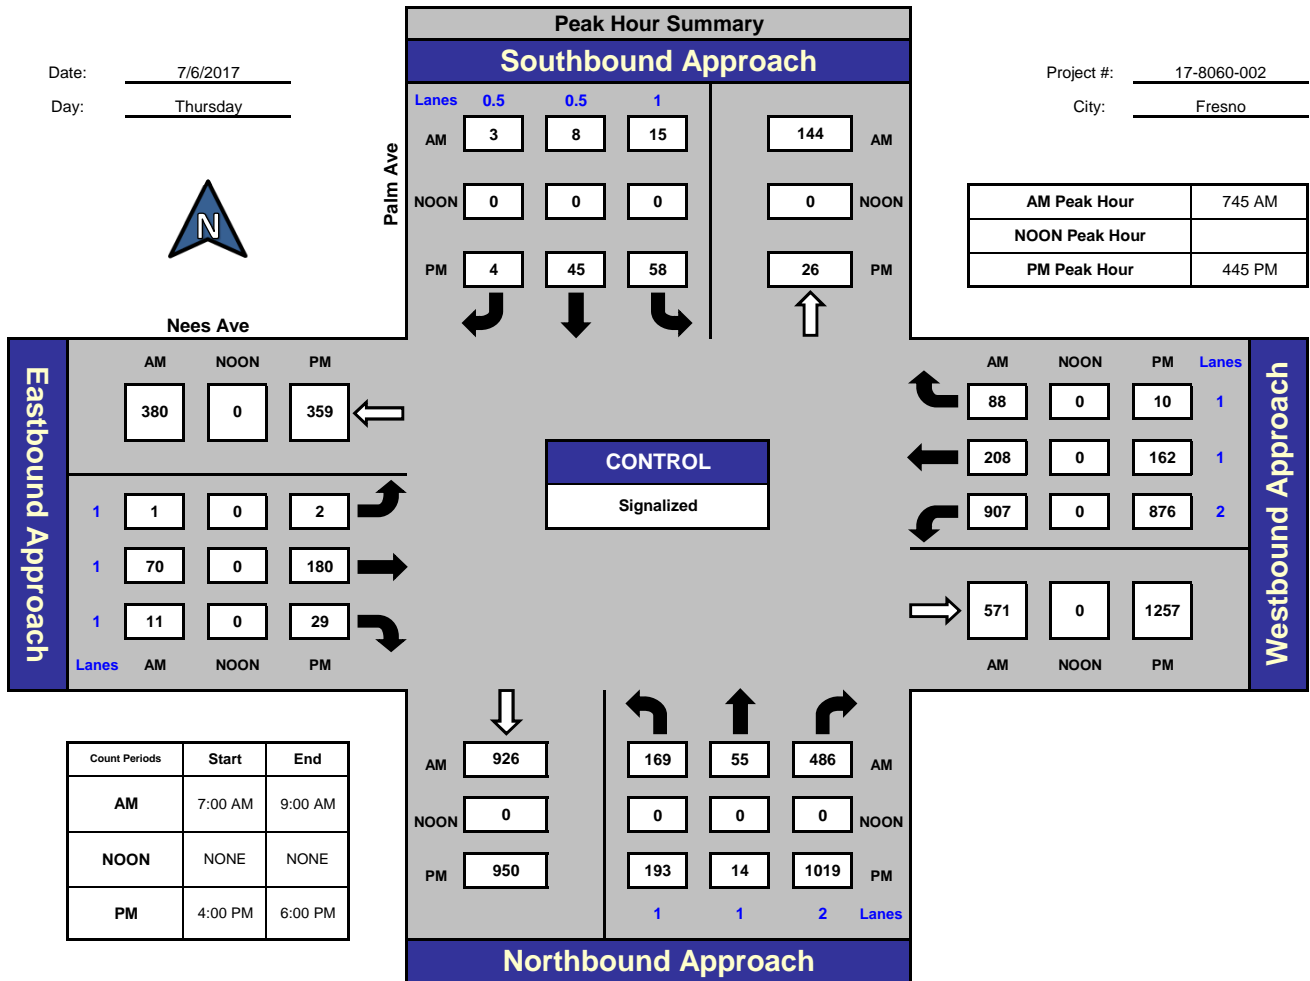 Peak Hour Summary
Southbound Approach
Date: 7/6/2017
Project #: 17-8060-002
Day: Thursday
City: Fresno
Lanes 0.5 0.5 1
AM 3 8 15 144 AM
Palm Ave
NOON 0 0 0 0 NOON
PM 4 45 58 26 PM
N
AM Peak Hour 745 AM
NOON Peak Hour
PM Peak Hour 445 PM
Nees Ave
Eastbound Approach
AM NOON PM
380 0 359
1 1 0 2
1 70 0 180
1 11 0 29
Lanes AM NOON PM
CONTROL
Signalized
AM NOON PM Lanes
88 0 10 1
208 0 162 1
907 0 876 2
571 0 1257
AM NOON PM
Westbound Approach
Count Periods Start End
AM 7:00 AM 9:00 AM
NOON NONE NONE
PM 4:00 PM 6:00 PM
AM 926 169 55 486 AM
NOON 0 0 0 0 NOON
PM 950 193 14 1019 PM
1 1 2 Lanes
Northbound Approach